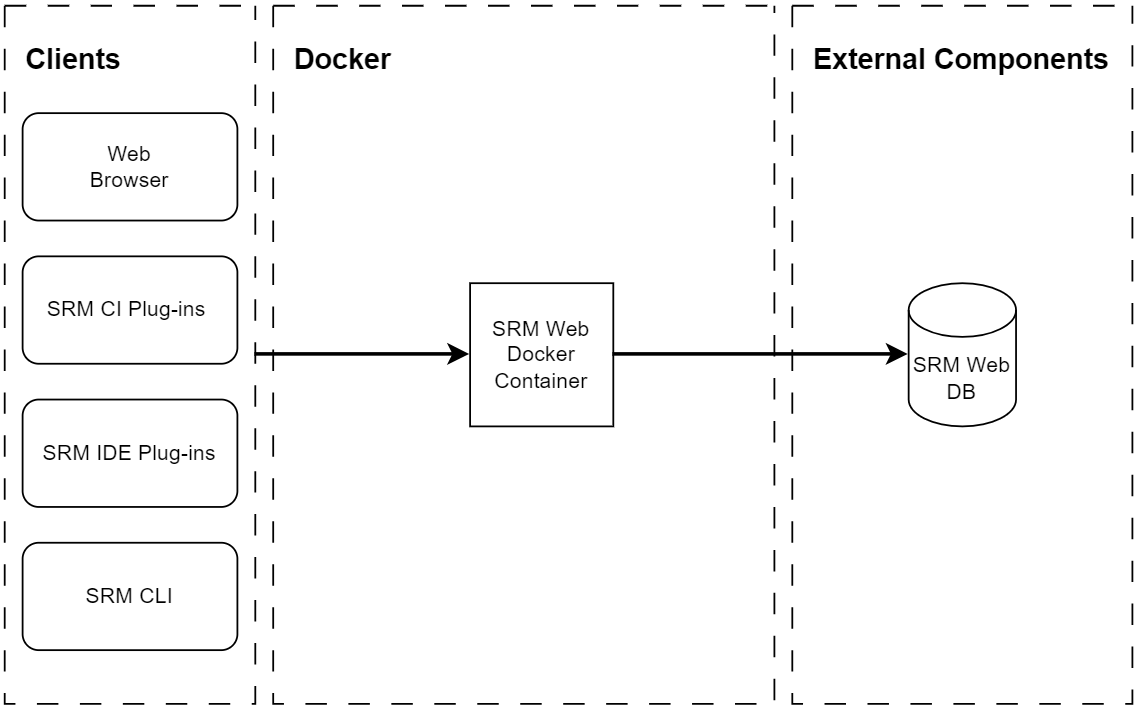 Clients
Docker
External Components
Web
Browser
SRM CI Plug-ins
SRM IDE Plug-ins
SRM CLI
SRM Web
Docker
Container
SRM Web
DB